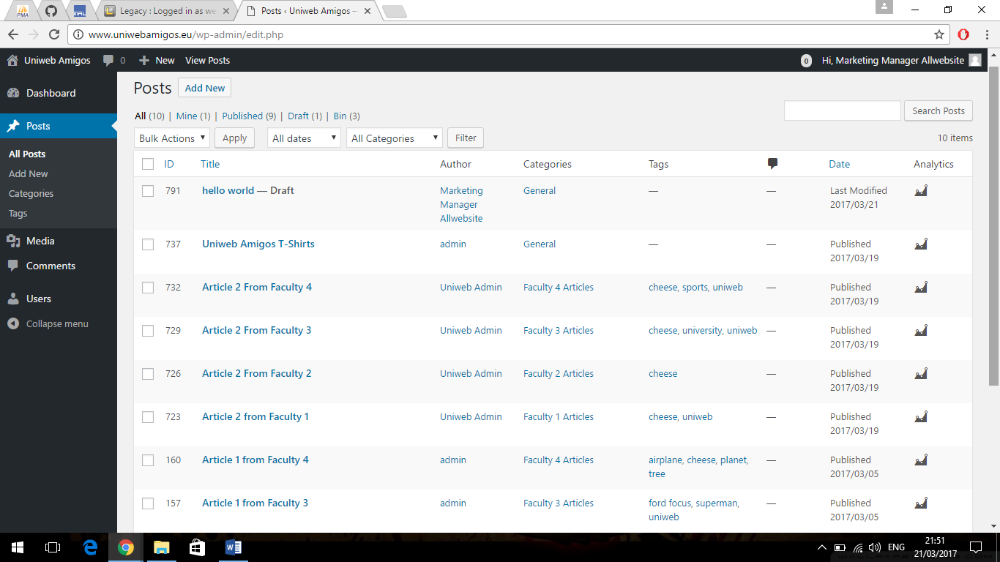 PMA
MAL
Legacy : Logged in as we
Posts ‹ Uniweb Amigos —
www.uniwebamigos.eu/wp-admin/edit.php
Uniweb Amigos 0 New View Posts
0 Hi, Marketing Manager Allwebsite
Dashboard
Posts
All Posts
Add New
Categories
Tags
Media
Comments
Users
Collapse menu
Posts Add New
All (10) | Mine (1) | Published (9) | Draft (1) | Bin (3)
Search Posts
Bulk Actions Apply All dates All Categories Filter
10 items
ID Title Author Categories Tags Date Analytics
791 hello world — Draft Marketing General — — Last Modified
Manager 2017/03/21
Allwebsite
737 Uniweb Amigos T-Shirts admin General — — Published
2017/03/19
732 Article 2 From Faculty 4 Uniweb Admin Faculty 4 Articles cheese, sports, uniweb — Published
2017/03/19
729 Article 2 From Faculty 3 Uniweb Admin Faculty 3 Articles cheese, university, uniweb — Published
2017/03/19
726 Article 2 From Faculty 2 Uniweb Admin Faculty 2 Articles cheese — Published
2017/03/19
723 Article 2 from Faculty 1 Uniweb Admin Faculty 1 Articles cheese, uniweb — Published
2017/03/19
160 Article 1 from Faculty 4 admin Faculty 4 Articles airplane, cheese, planet, — Published
tree 2017/03/05
157 Article 1 from Faculty 3 admin Faculty 3 Articles ford focus, superman, — Published
uniweb 2017/03/05
ENG
21:51
21/03/2017